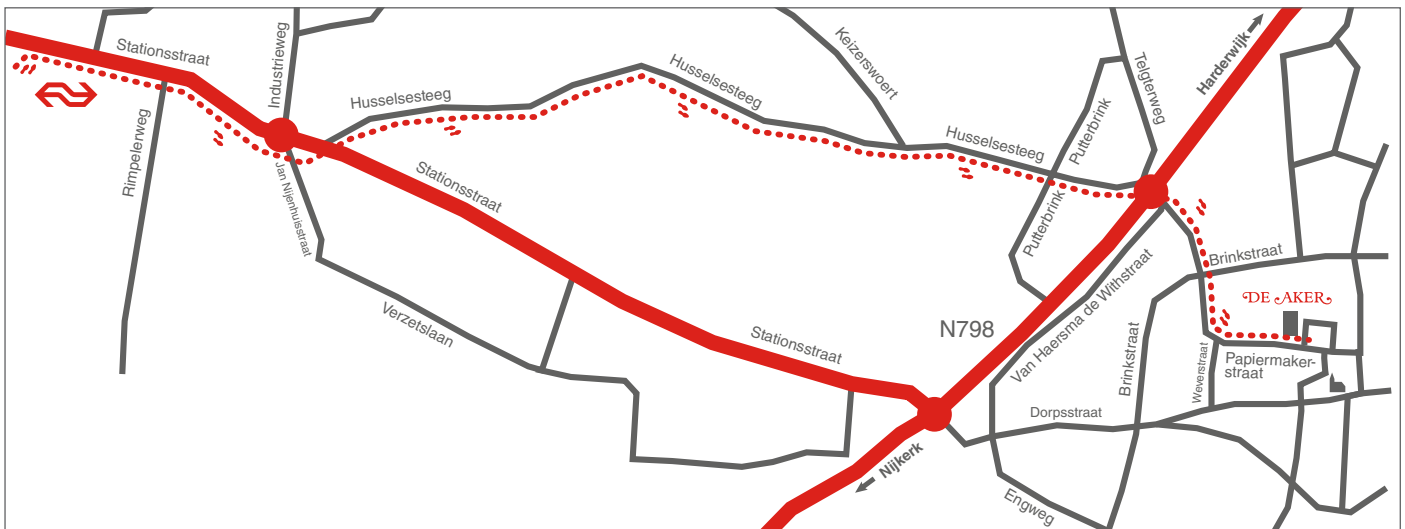 Stationsstraat
Industrieweg
Rimpelerweg
Husselsesteeg
Husselsesteeg
Keizerswoert
Husselsesteeg
Putterbrink
Telgterweg
Harderwijk
Jan Nijenhuisstraat
Stationsstraat
Putterbrink
Van Haersma de Withstraat
Brinkstraat
DE AKER
Verzetslaan
N798
Stationsstraat
Brinkstraat
Weverstraat
Papiermaker-
straat
Dorpsstraat
Nijkerk
Engweg